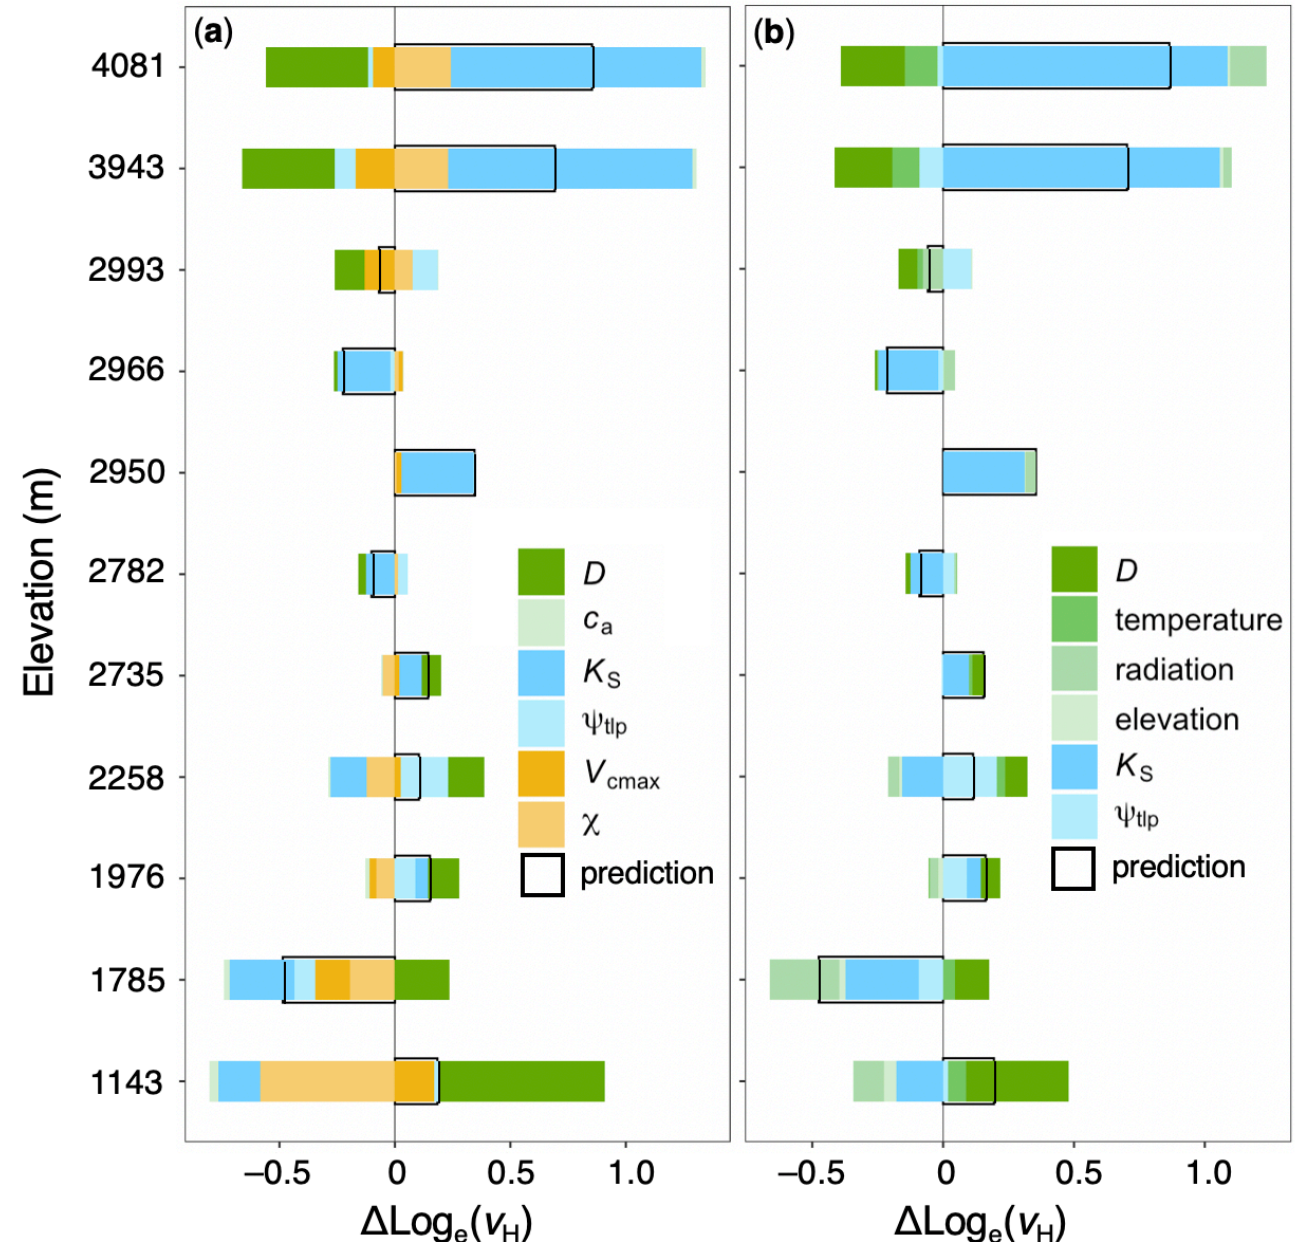 (a)
(b)
4081
3943
2993
2966
2950
2782
2735
2258
1976
1785
1143
Elevation (m)
D
ca
KS
ψtlp
Vcmax
χ
prediction
D
temperature
radiation
elevation
KS
ψtlp
prediction
–0.5 0 0.5 1.0
–0.5 0 0.5 1.0
ΔLoge(vH)
ΔLoge(vH)